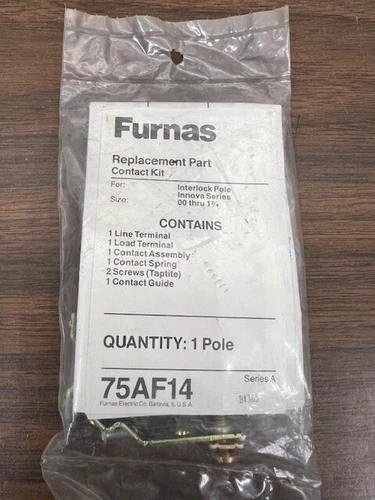 Furnas
Replacement Part
Contact Kit
For: Interlock Pole
Innova Series
Size: 00 thru 1¾
CONTAINS
1 Line Terminal
1 Load Terminal
1 Contact Assembly
1 Contact Spring
2 Screws (Taptite)
1 Contact Guide
QUANTITY: 1 Pole
75AF14 Series A
Furnas Electric Co. Batavia, IL U.S.A.